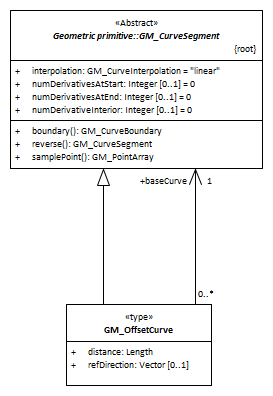 «Abstract»
Geometric primitive::GM_CurveSegment
{root}
+ interpolation: GM_CurveInterpolation = "linear"
+ numDerivativesAtStart: Integer [0..1] = 0
+ numDerivativesAtEnd: Integer [0..1] = 0
+ numDerivativeInterior: Integer [0..1] = 0
+ boundary(): GM_CurveBoundary
+ reverse(): GM_CurveSegment
+ samplePoint(): GM_PointArray
+baseCurve 1
0..*
«type»
GM_OffsetCurve
+ distance: Length
+ refDirection: Vector [0..1]